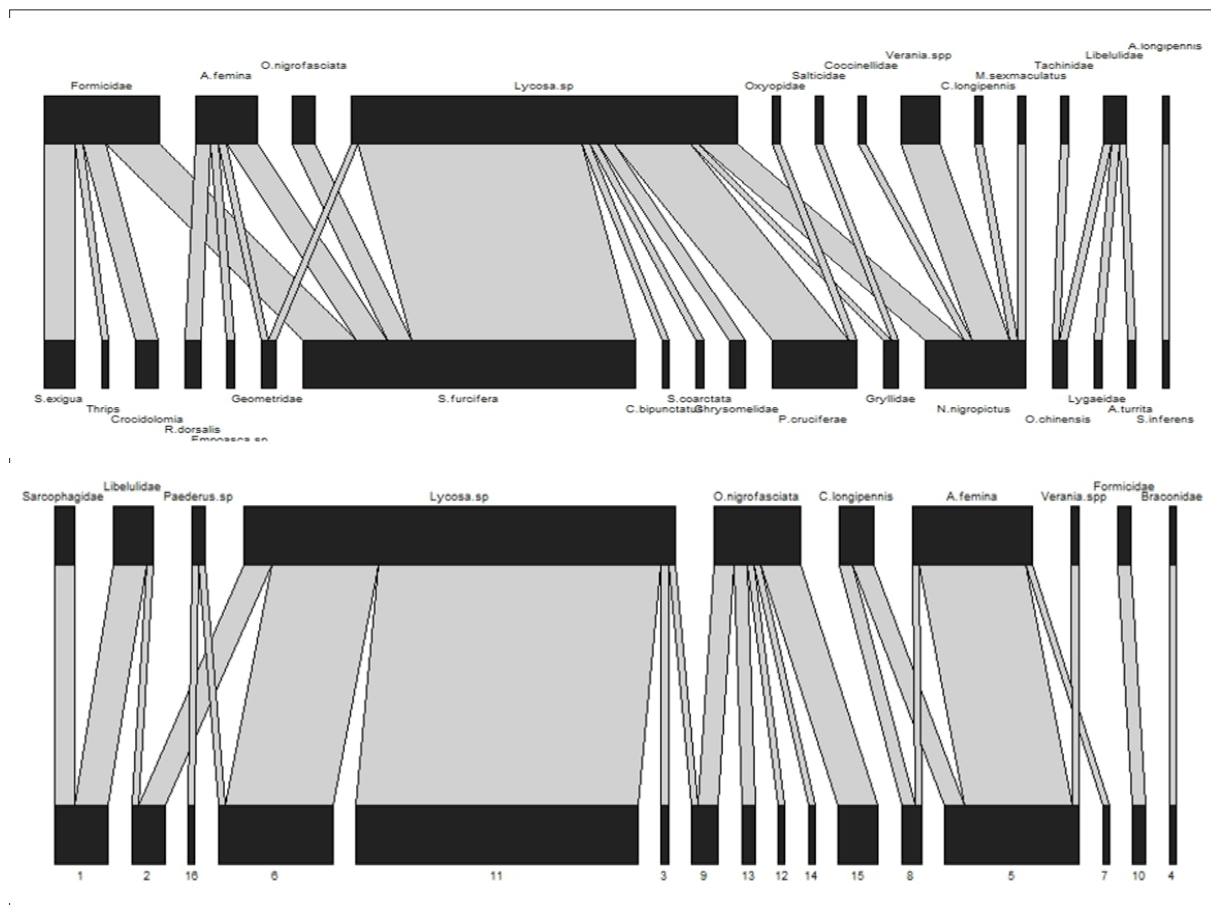 A.longipennis
Verania.spp Libelulidae
O.nigrofasciata Coccinellidae Tachinidae
A.femina Salticidae M.sexmaculatus
Formicidae Lycosa.sp Oxyopidae C.longipennis
S.exigua Geometridae S.furcifera S.coarctata Gryllidae Lygaeidae
Thrips C.bipunctatus Chrysomelidae N.nigropictus A.turrita
Crocidolomia P.cruciferae O.chinensis S.inferens
R.dorsalis
Empoasca.sp
Libelulidae Formicidae
Sarcophagidae Paederus.sp Lycosa.sp O.nigrofasciata C.longipennis A.femina Verania.spp Braconidae
1 2 16 6 11 3 9 13 12 14 15 8 5 7 10 4